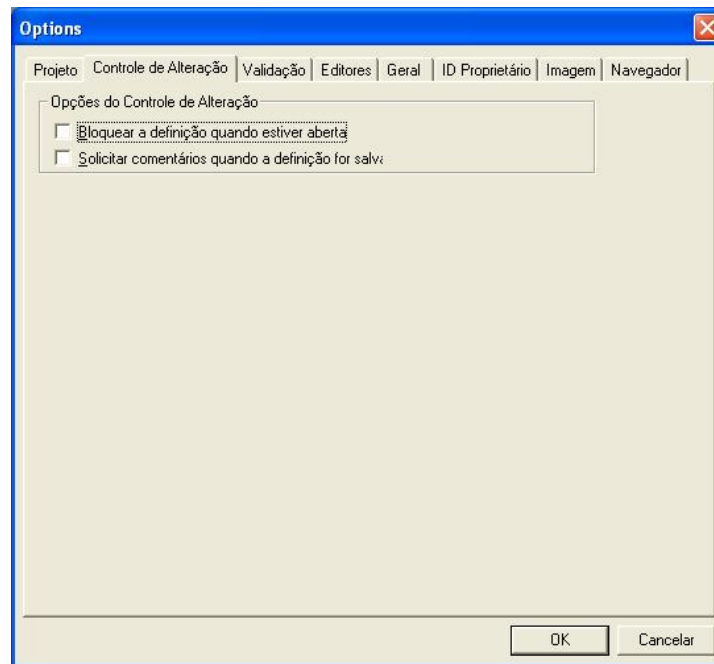 Options
Projeto Controle de Alteração Validação Editores Geral ID Proprietário Imagem Navegador
Opções do Controle de Alteração
Bloquear a definição quando estiver aberta
Solicitar comentários quando a definição for salva
OK Cancelar